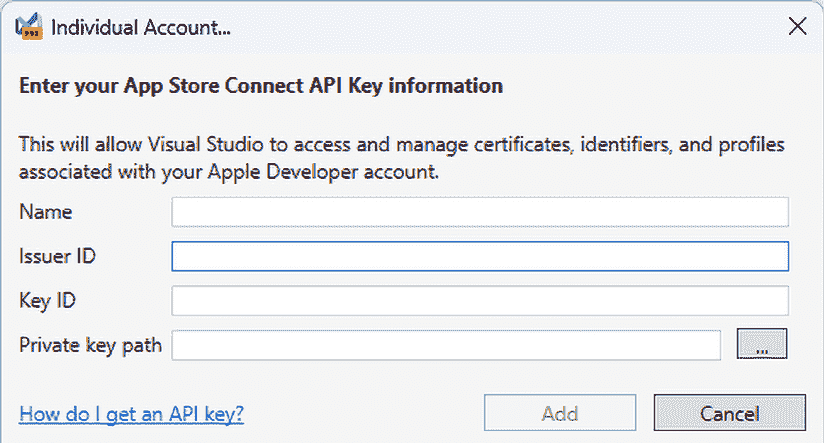 Individual Account...
Enter your App Store Connect API Key information
This will allow Visual Studio to access and manage certificates, identifiers, and profiles
associated with your Apple Developer account.
Name
Issuer ID
Key ID
Private key path
...
How do I get an API key?
Add
Cancel